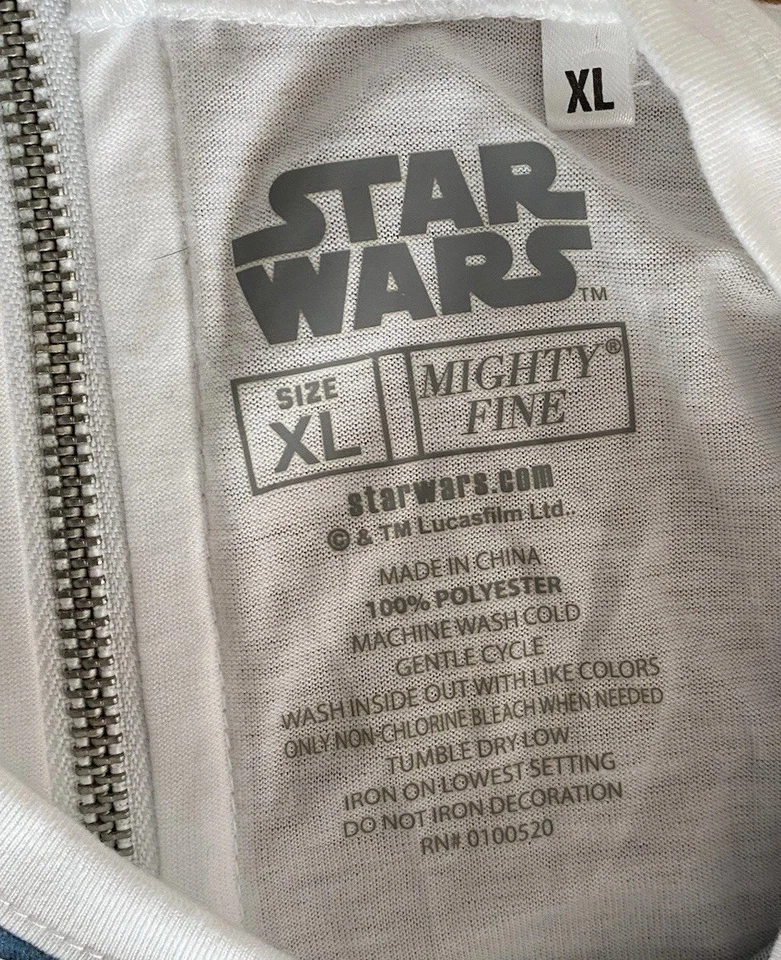 XL
STAR
WARS™
SIZE
XL
MIGHTY®
FINE
starwars.com
© & TM Lucasfilm Ltd..
MADE IN CHINA
100% POLYESTER
MACHINE WASH COLD
GENTLE CYCLE
WASH INSIDE OUT WITH LIKE COLORS
ONLY NON-CHLORINE BLEACH WHEN NEEDED
TUMBLE DRY LOW
IRON ON LOWEST SETTING
DO NOT IRON DECORATION
RN# 0100520